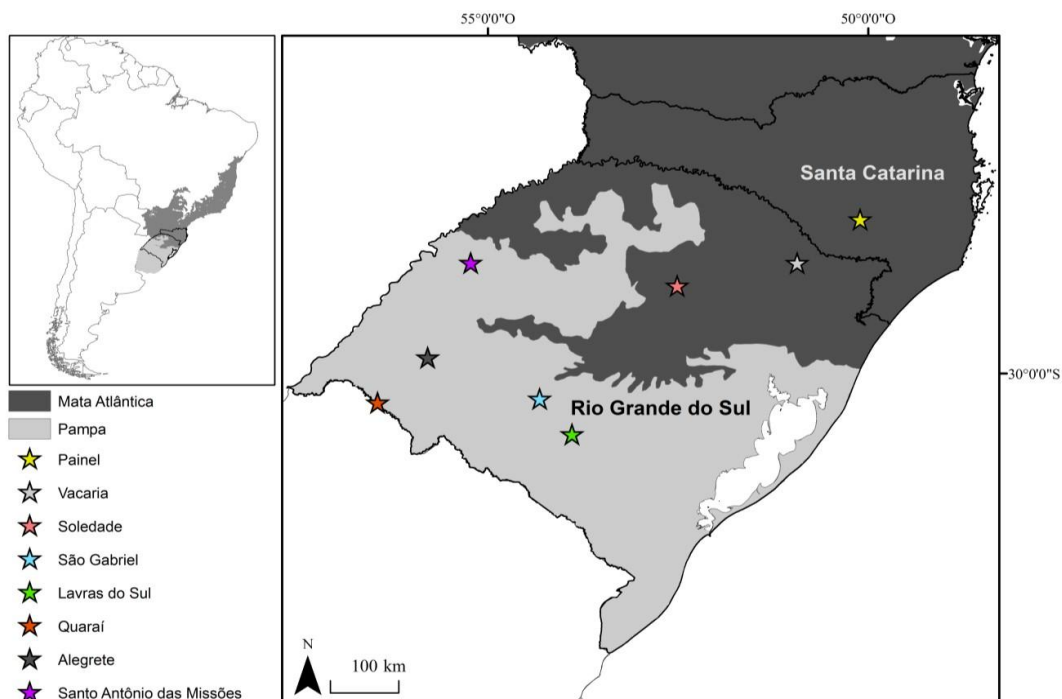 55°0'0"O
50°0'0"O
Santa Catarina
30°0'0"S
Rio Grande do Sul
Mata Atlântica
Pampa
Painel
Vacaria
Soledade
São Gabriel
Lavras do Sul
Quaraí
Alegrete
Santo Antônio das Missões
N
100 km